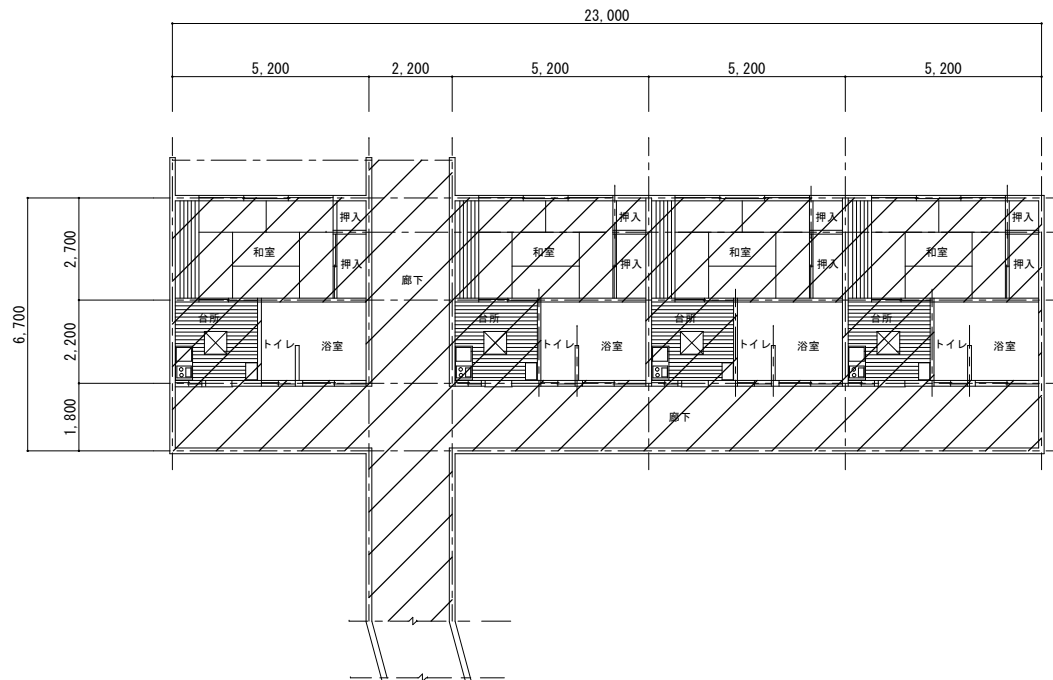 23,000
5,200 2,200 5,200 5,200 5,200
押入 押入 押入 押入
2,700
和室 和室 和室 和室
押入 押入 押入 押入
廊下
6,700
台所 台所 台所 台所
2,200
トイレ 浴室 トイレ 浴室 トイレ 浴室 トイレ 浴室
1,800
廊下